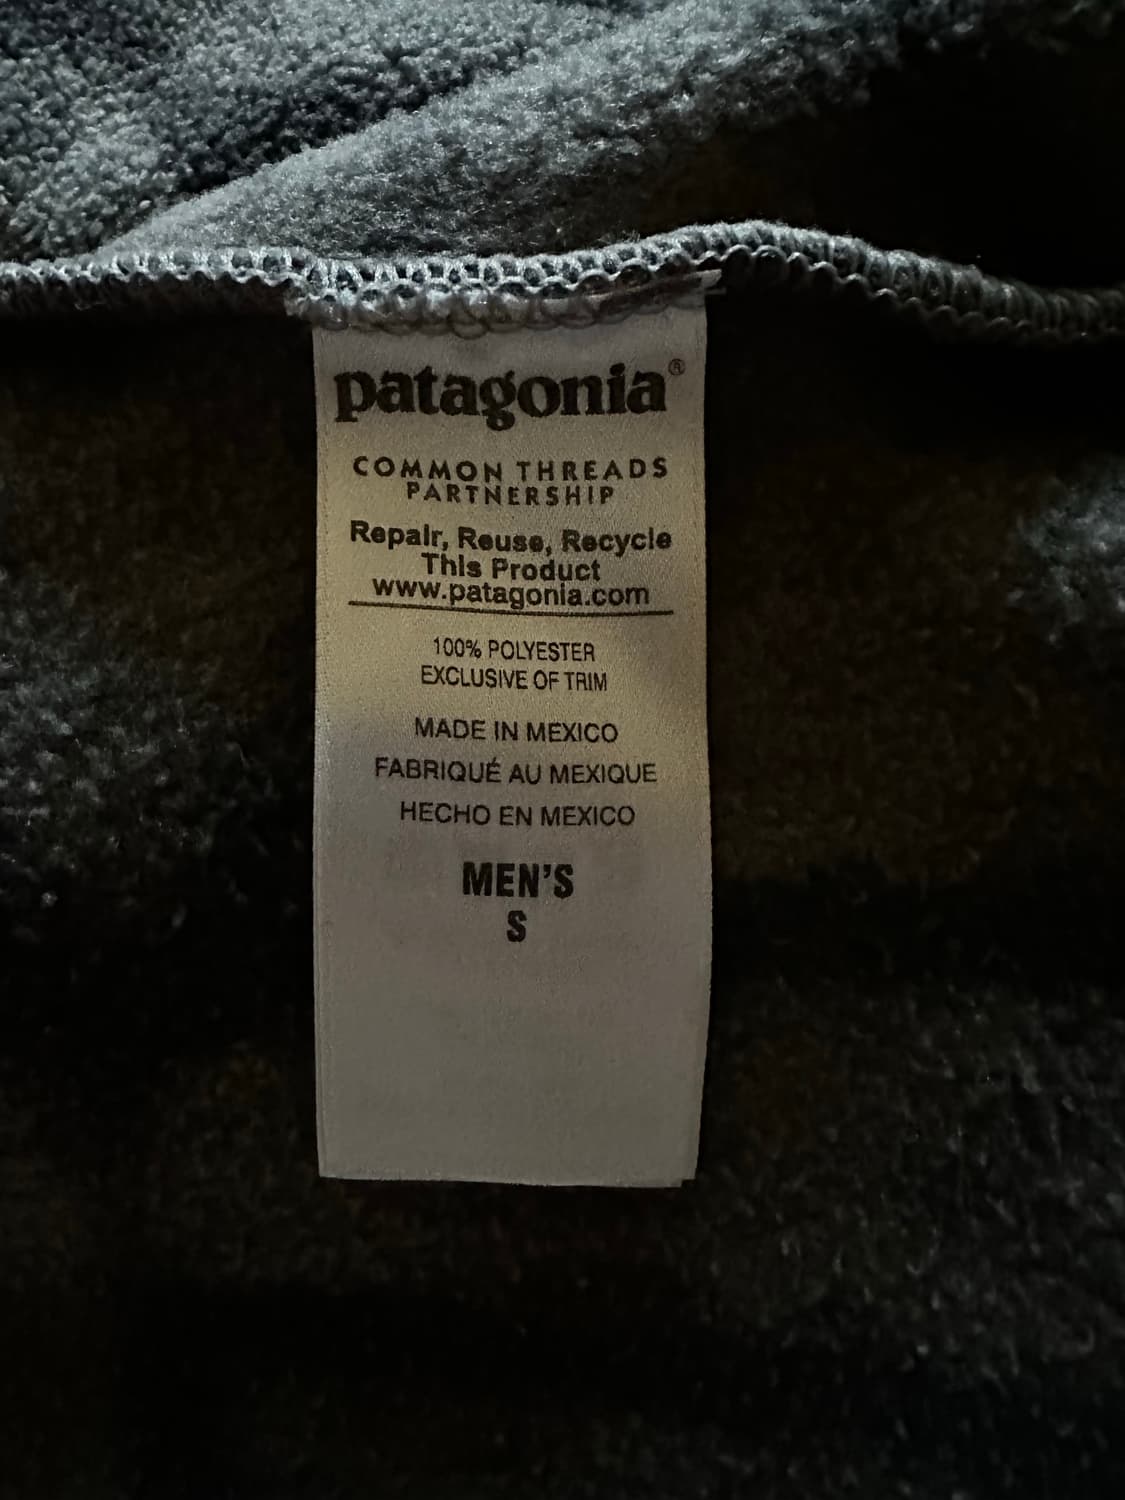 patagonia®
COMMON THREADS
PARTNERSHIP
Repair, Reuse, Recycle
This Product
www.patagonia.com
100% POLYESTER
EXCLUSIVE OF TRIM
MADE IN MEXICO
FABRIQUÉ AU MEXIQUE
HECHO EN MEXICO
MEN'S
S